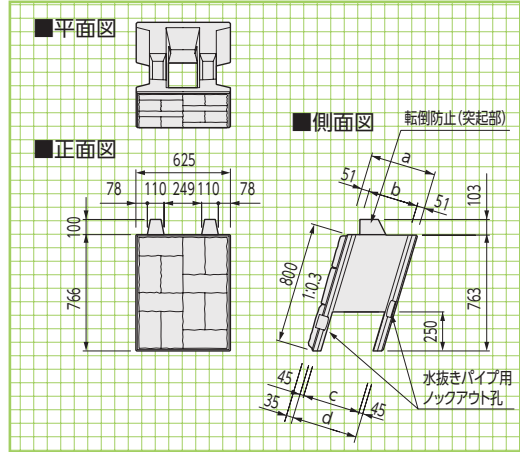 ■平面図
■正面図
625
78 110 249 110 78
100
766
■側面図
転倒防止(突起部)
a
51 b 51
103
800
1:0.3
763
250
水抜きパイプ用
ノックアウト孔
45 c 45
35 d